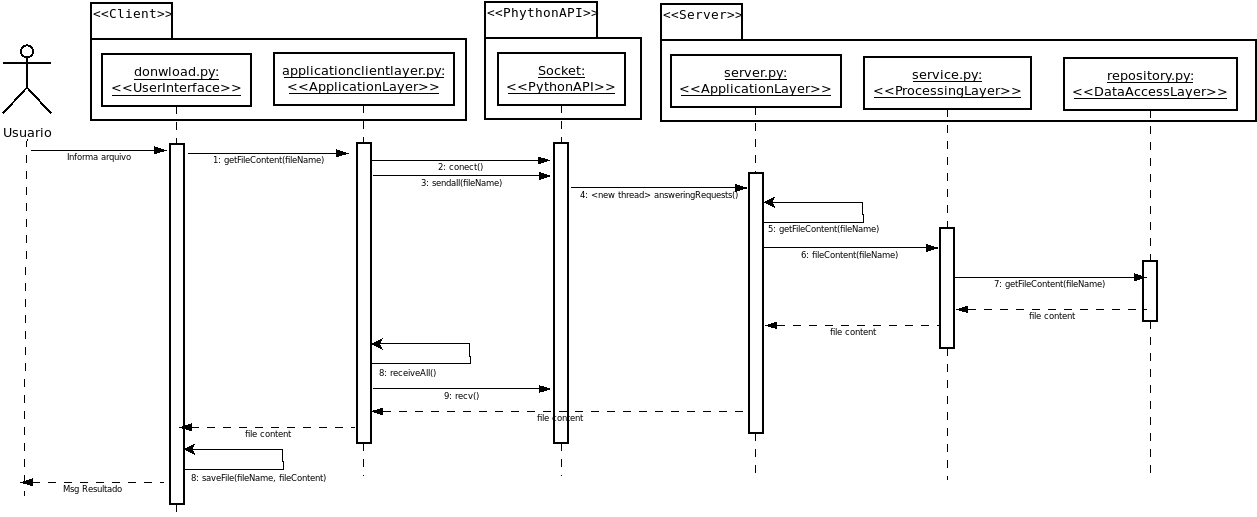 <<Client>>
<<PhythonAPI>>
<<Server>>
donwload.py:
<<UserInterface>>
applicationclientlayer.py:
<<ApplicationLayer>>
Socket:
<<PythonAPI>>
server.py:
<<ApplicationLayer>>
service.py:
<<ProcessingLayer>>
repository.py:
<<DataAccessLayer>>
Usuario
Informa arquivo
1: getFileContent(fileName)
2: conect()
3: sendall(fileName)
4: <new thread> answeringRequests()
5: getFileContent(fileName)
6: fileContent(fileName)
7: getFileContent(fileName)
file content
file content
8: receiveAll()
9: recv()
file content
file content
8: saveFile(fileName, fileContent)
Msg Resultado